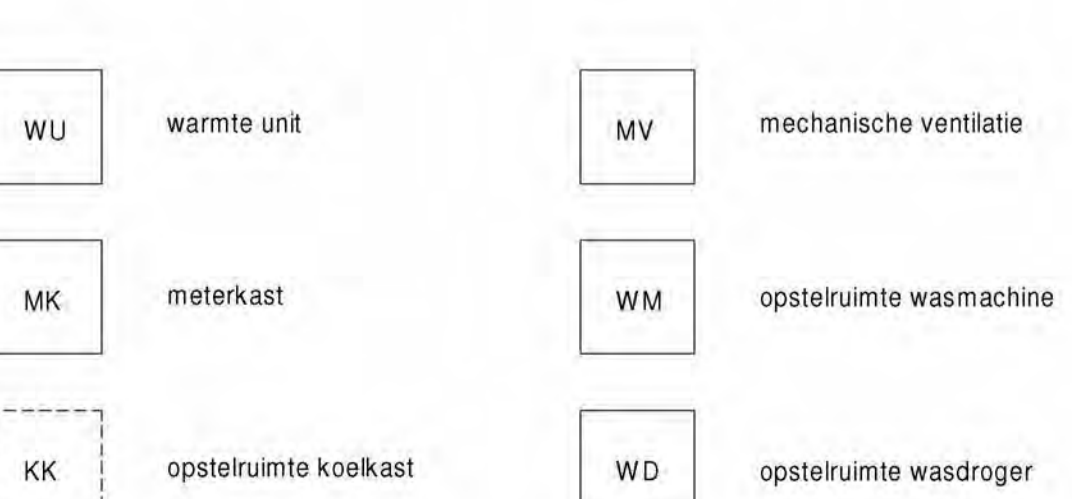 WU warmte unit MV mechanische ventilatie
MK meterkast WM opstelruimte wasmachine
KK opstelruimte koelkast WD opstelruimte wasdroger